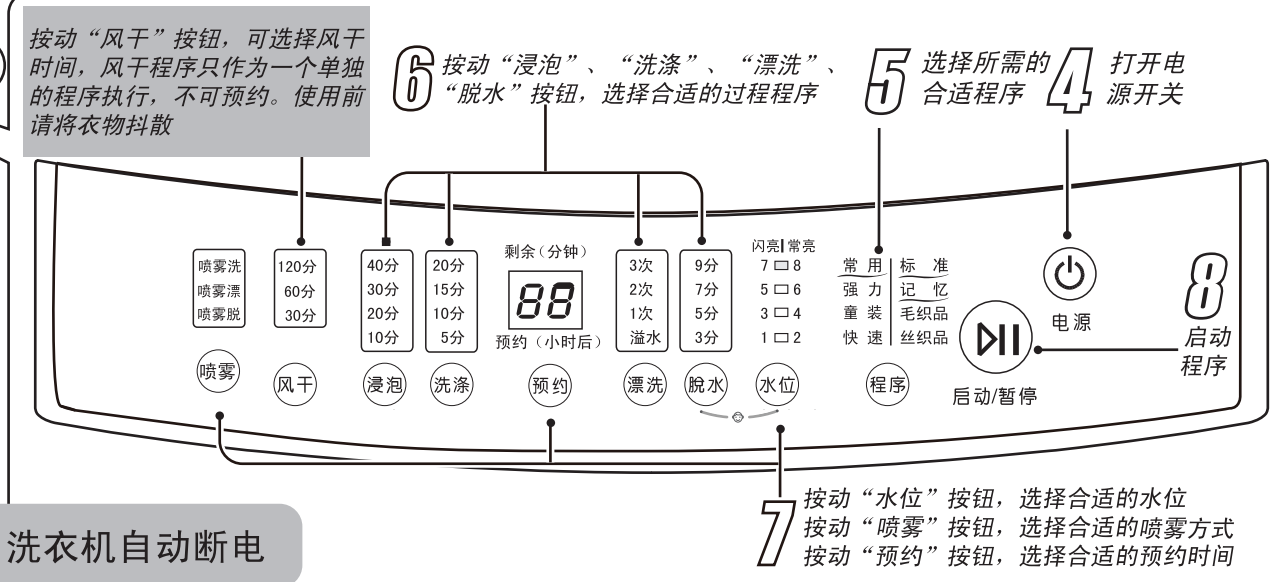 按动“风干”按钮，可选择风干
时间，风干程序只作为一个单独
的程序执行，不可预约。使用前
请将衣物抖散
6 按动“浸泡”、“洗涤”、“漂洗”、
“脱水”按钮，选择合适的过程程序
5 选择所需的
合适程序
4 打开电
源开关
喷雾洗
喷雾漂
喷雾脱
喷雾
120分
60分
30分
风干
40分
30分
20分
10分
浸泡
20分
15分
10分
5分
洗涤
剩余(分钟)
88
预约(小时后)
预约
3次
2次
1次
溢水
漂洗
9分
7分
5分
3分
脱水
闪亮 常亮
7 8
5 6
3 4
1 2
水位
常用 标准
强力 记忆
童装 毛织品
快速 丝织品
程序
启动/暂停
电源
8
启动
程序
7 按动“水位”按钮，选择合适的水位
按动“喷雾”按钮，选择合适的喷雾方式
按动“预约”按钮，选择合适的预约时间
洗衣机自动断电